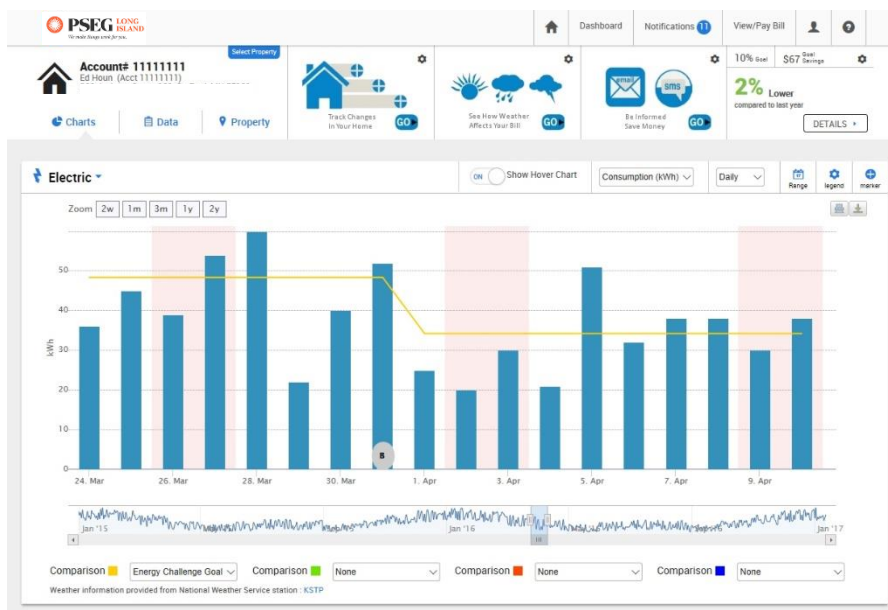 PSEG LONG ISLAND
We make things work for you.
Dashboard
Notifications 11
View/Pay Bill
Select Property
Account# 11111111
Ed Houn (Acct 11111111)
Charts
Data
Property
Track Changes
In Your Home
GO
See How Weather
Affects Your Bill
GO
email
sms
Be Informed
Save Money
GO
10% Goal
$67 Goal Savings
2% Lower
compared to last year
DETAILS
Electric
ON
Show Hover Chart
Consumption (kWh)
Daily
Range
legend
marker
Zoom 2w 1m 3m 1y 2y
kWh
50
40
30
20
10
0
B
24. Mar 26. Mar 28. Mar 30. Mar 1. Apr 3. Apr 5. Apr 7. Apr 9. Apr
Jan '15 Jan '16 Jan '17
Comparison Energy Challenge Goal Comparison None Comparison None Comparison None
Weather information provided from National Weather Service station : KSTP